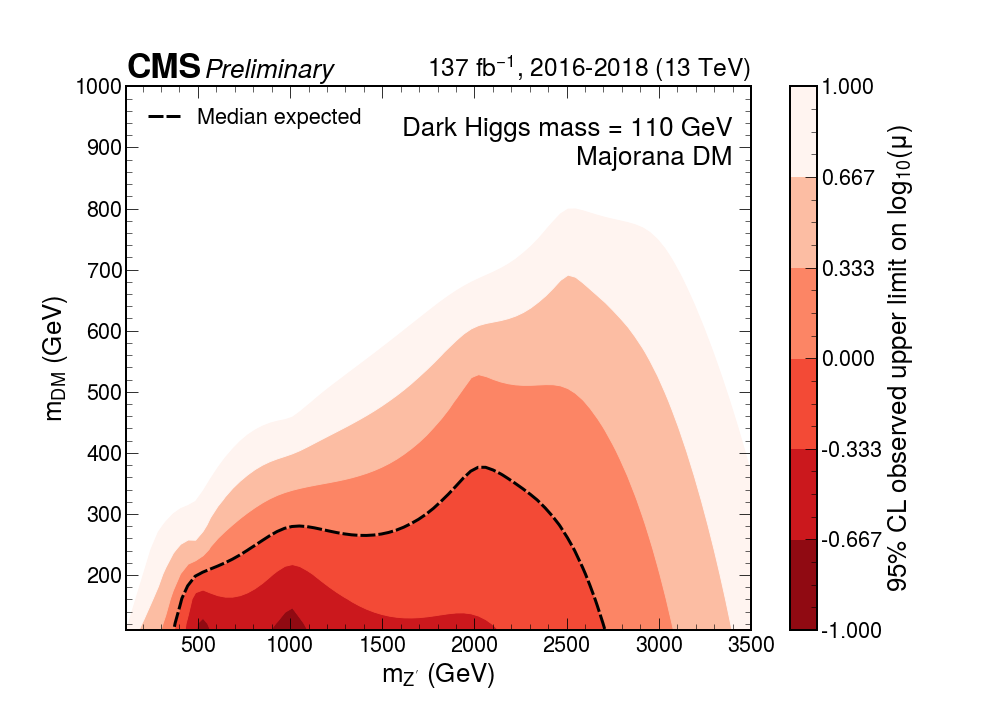 CMS Preliminary
137 fb⁻¹, 2016-2018 (13 TeV)
Median expected
Dark Higgs mass = 110 GeV
Majorana DM
1000
900
800
700
600
500
400
300
200
m_DM (GeV)
500 1000 1500 2000 2500 3000 3500
m_Z′ (GeV)
1.000
0.667
0.333
0.000
-0.333
-0.667
-1.000
95% CL observed upper limit on log₁₀(μ)